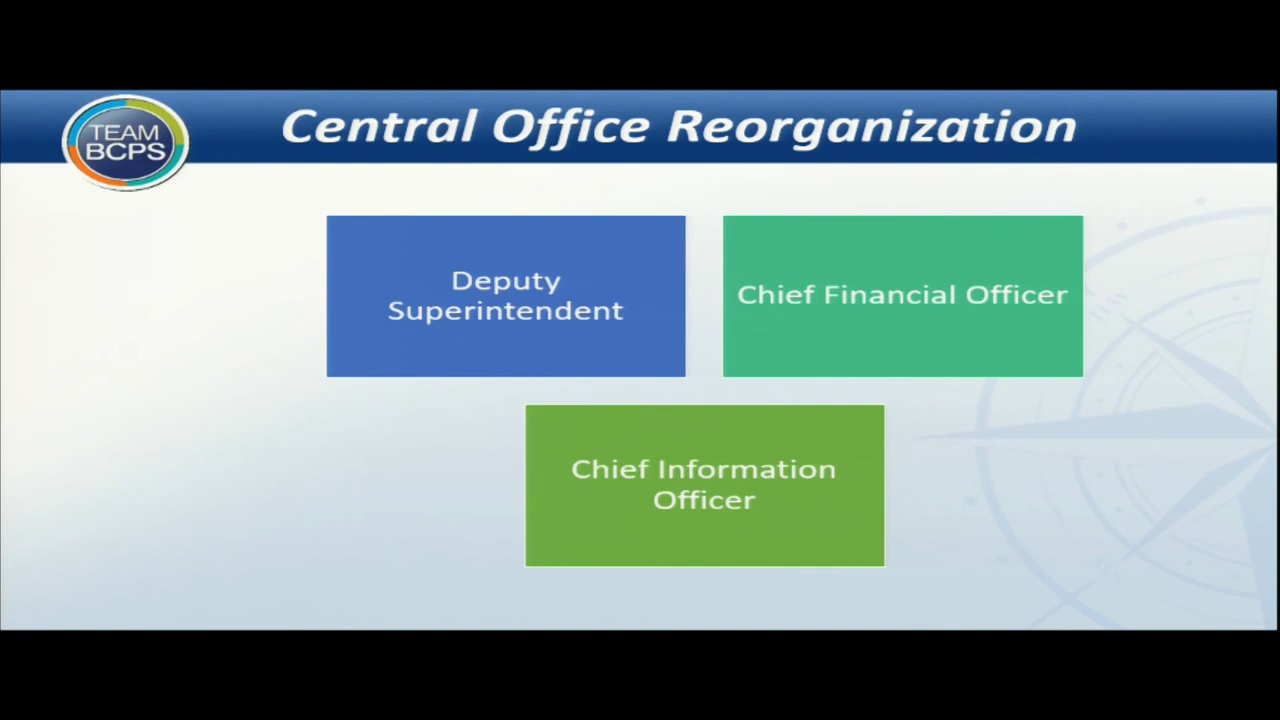 TEAM
BCPS
Central Office Reorganization
Deputy
Superintendent
Chief Financial Officer
Chief Information
Officer